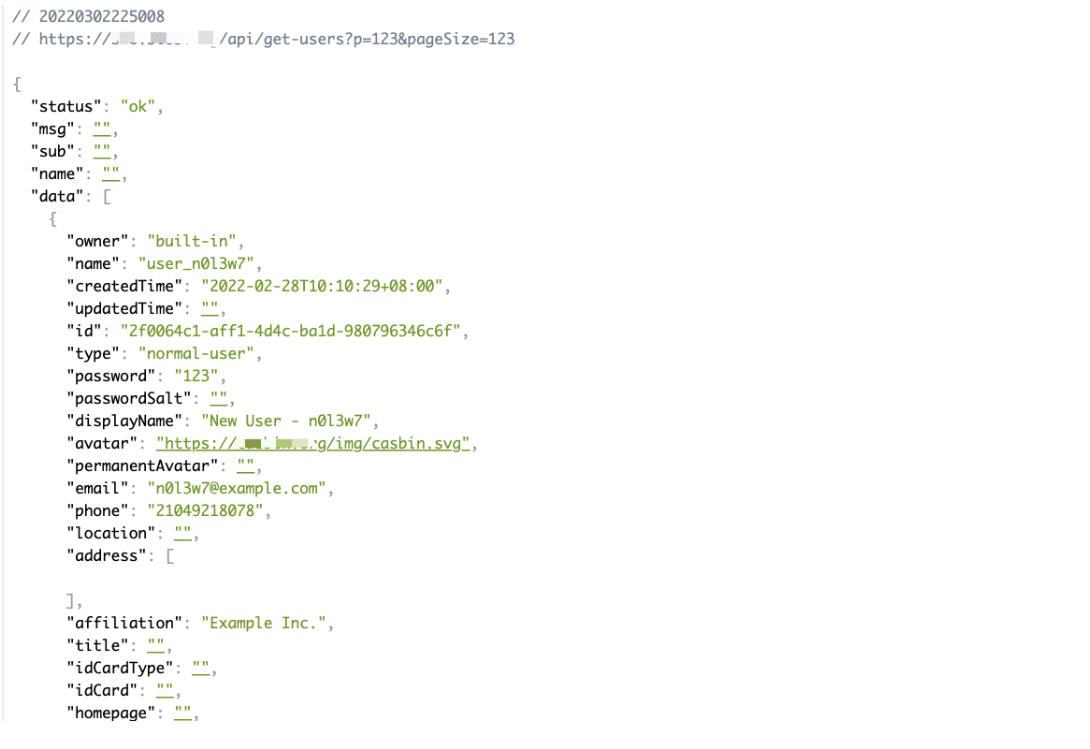 // 20220302225008
// https:// /api/get-users?p=123&pageSize=123
{
"status": "ok",
"msg": "",
"sub": "",
"name": "",
"data": [
{
"owner": "built-in",
"name": "user_n0l3w7",
"createdTime": "2022-02-28T10:10:29+08:00",
"updatedTime": "",
"id": "2f0064c1-aff1-4d4c-ba1d-980796346c6f",
"type": "normal-user",
"password": "123",
"passwordSalt": "",
"displayName": "New User - n0l3w7",
"avatar": "https:// rg/img/casbin.svg",
"permanentAvatar": "",
"email": "n0l3w7@example.com",
"phone": "21049218078",
"location": "",
"address": [
],
"affiliation": "Example Inc.",
"title": "",
"idCardType": "",
"idCard": "",
"homepage": "",